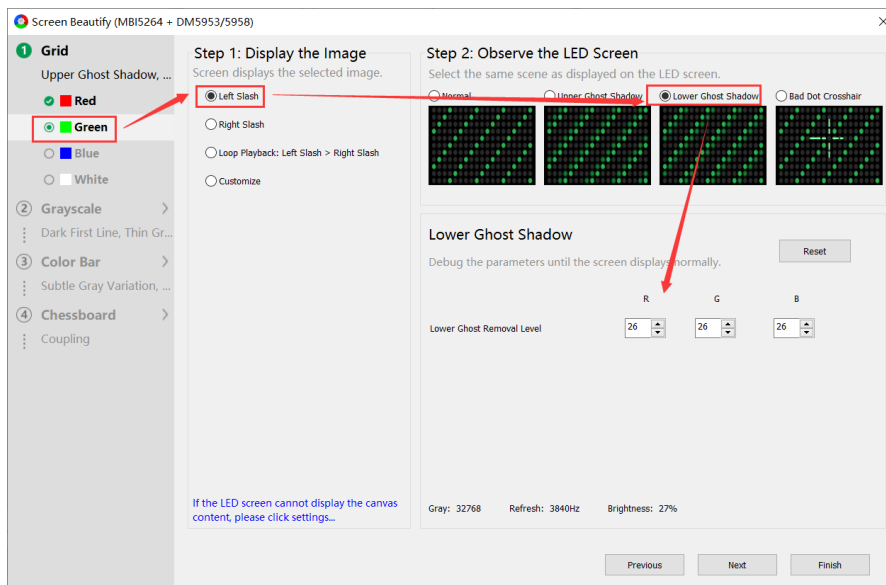 Screen Beautify (MBI5264 + DM5953/5958)
1 Grid
Upper Ghost Shadow, ...
Red
Green
Blue
White
2 Grayscale
Dark First Line, Thin Gr...
3 Color Bar
Subtle Gray Variation, ...
4 Chessboard
Coupling
Step 1: Display the Image
Screen displays the selected image.
Left Slash
Right Slash
Loop Playback: Left Slash > Right Slash
Customize
If the LED screen cannot display the canvas
content, please click settings...
Step 2: Observe the LED Screen
Select the same scene as displayed on the LED screen.
Normal Upper Ghost Shadow Lower Ghost Shadow Bad Dot Crosshair
Lower Ghost Shadow
Debug the parameters until the screen displays normally.
Reset
R G B
Lower Ghost Removal Level 26 26 26
Gray: 32768 Refresh: 3840Hz Brightness: 27%
Previous Next Finish